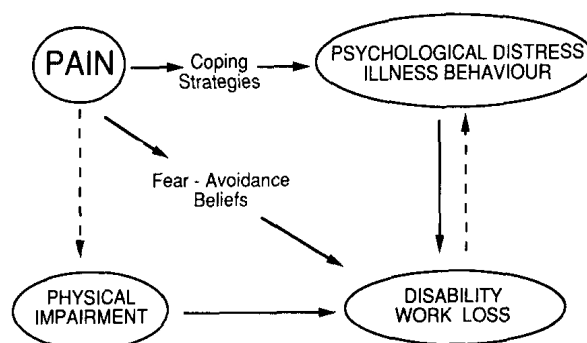 PAIN
Coping
Strategies
PSYCHOLOGICAL DISTRESS
ILLNESS BEHAVIOUR
Fear - Avoidance
Beliefs
PHYSICAL
IMPAIRMENT
DISABILITY
WORK LOSS